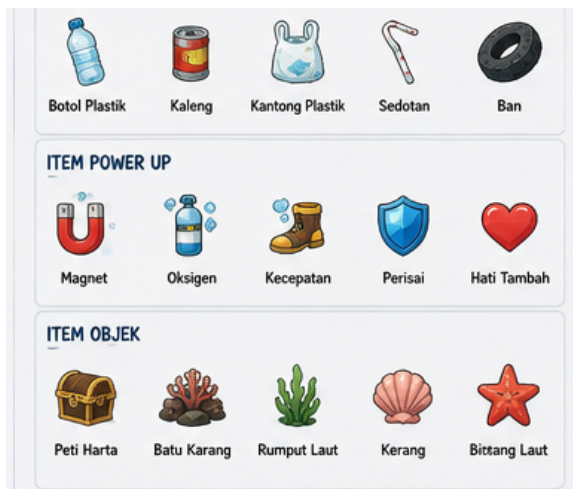 Botol Plastik Kaleng Kantong Plastik Sedotan Ban
ITEM POWER UP
Magnet Oksigen Kecepatan Perisai Hati Tambah
ITEM OBJEK
Peti Harta Batu Karang Rumput Laut Kerang Bittang Laut